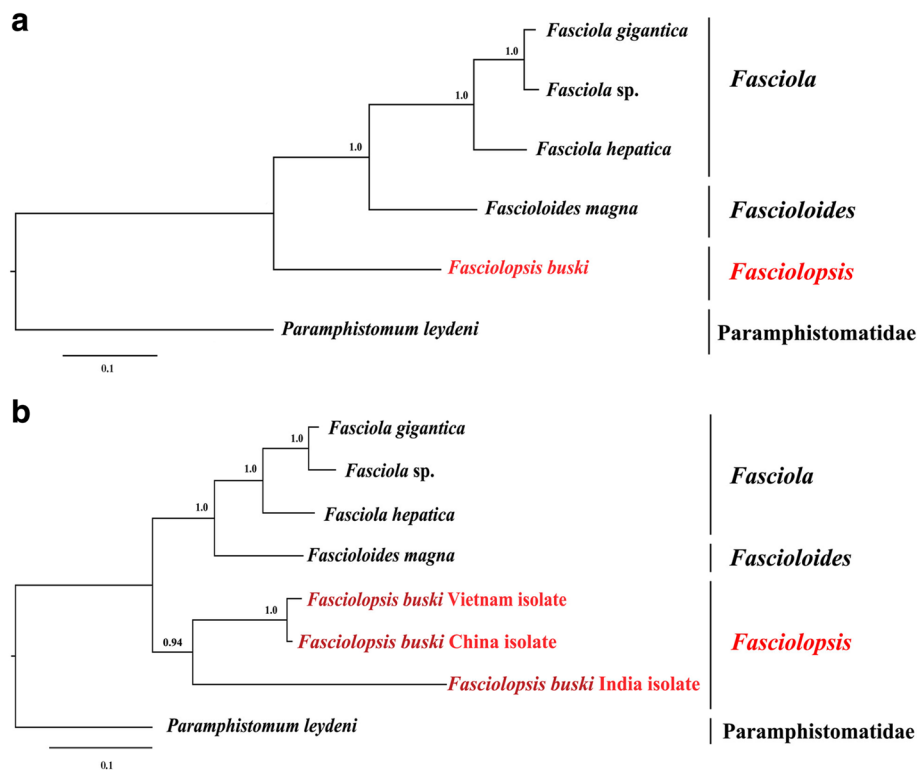 a
Fasciola gigantica
1.0
Fasciola
Fasciola sp.
1.0
Fasciola hepatica
1.0
Fascioloides magna
Fascioloides
Fasciolopsis buski
Fasciolopsis
Paramphistomum leydeni
Paramphistomatidae
0.1
b
Fasciola gigantica
1.0
Fasciola sp.
Fasciola
1.0
Fasciola hepatica
1.0
Fascioloides magna
Fascioloides
Fasciolopsis buski Vietnam isolate
1.0
Fasciolopsis buski China isolate
Fasciolopsis
0.94
Fasciolopsis buski India isolate
Paramphistomum leydeni
Paramphistomatidae
0.1